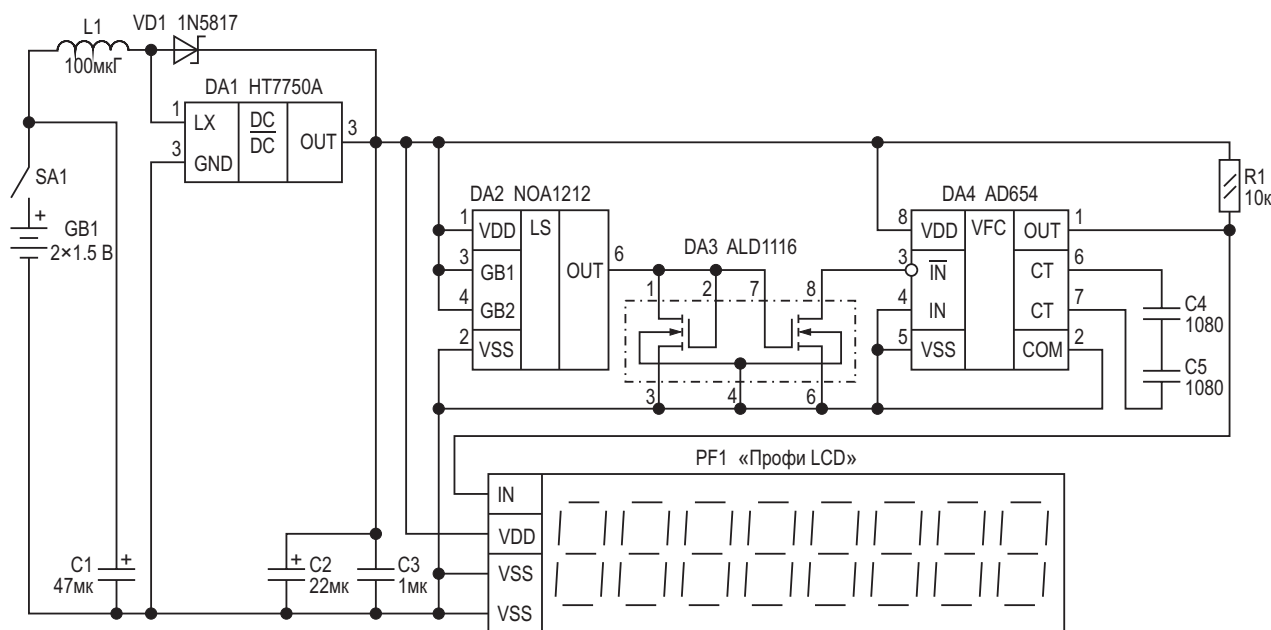 L1
100мкГ
VD1 1N5817
DA1 HT7750A
1
LX
DC
DC
OUT
3
3
GND
SA1
+
GB1
2×1.5 В
DA2 NOA1212
1
VDD
LS
3
GB1
OUT
6
4
GB2
2
VSS
DA3 ALD1116
1
2
7
8
3
4
6
DA4 AD654
8
VDD
VFC
OUT
1
3
IN
CT
6
4
IN
CT
7
5
VSS
COM
2
R1
10к
C4
1080
C5
1080
PF1 «Профи LCD»
IN
VDD
VSS
VSS
C1
47мк
+
+
C2
22мк
C3
1мк